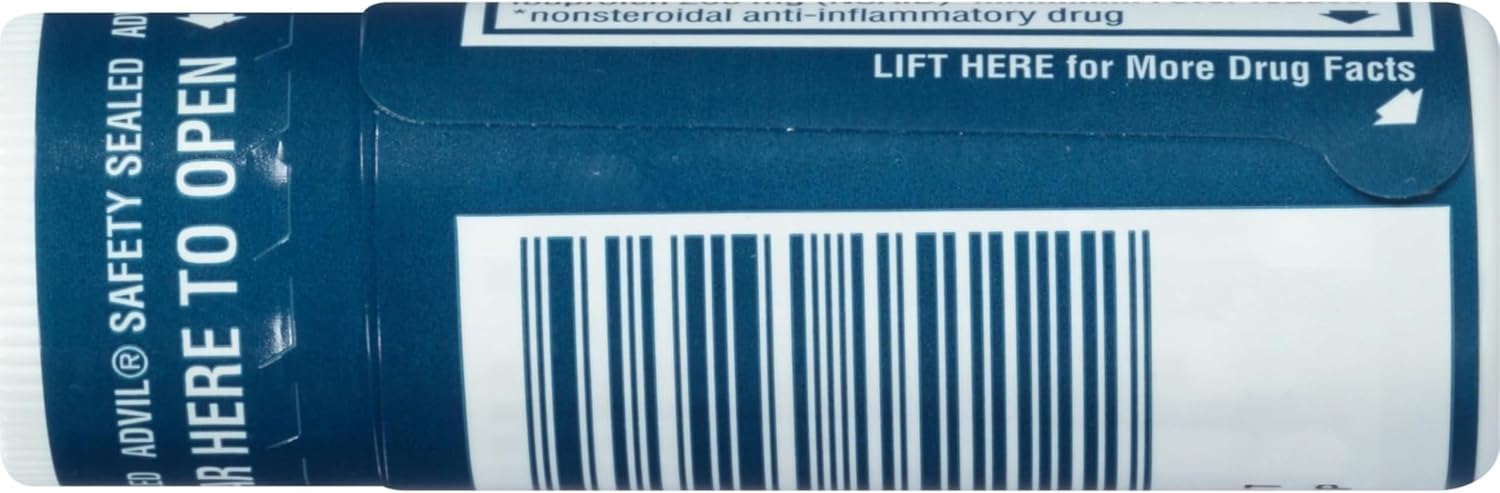 *nonsteroidal anti-inflammatory drug
LIFT HERE for More Drug Facts
ADVIL® SAFETY SEALED
HERE TO OPEN